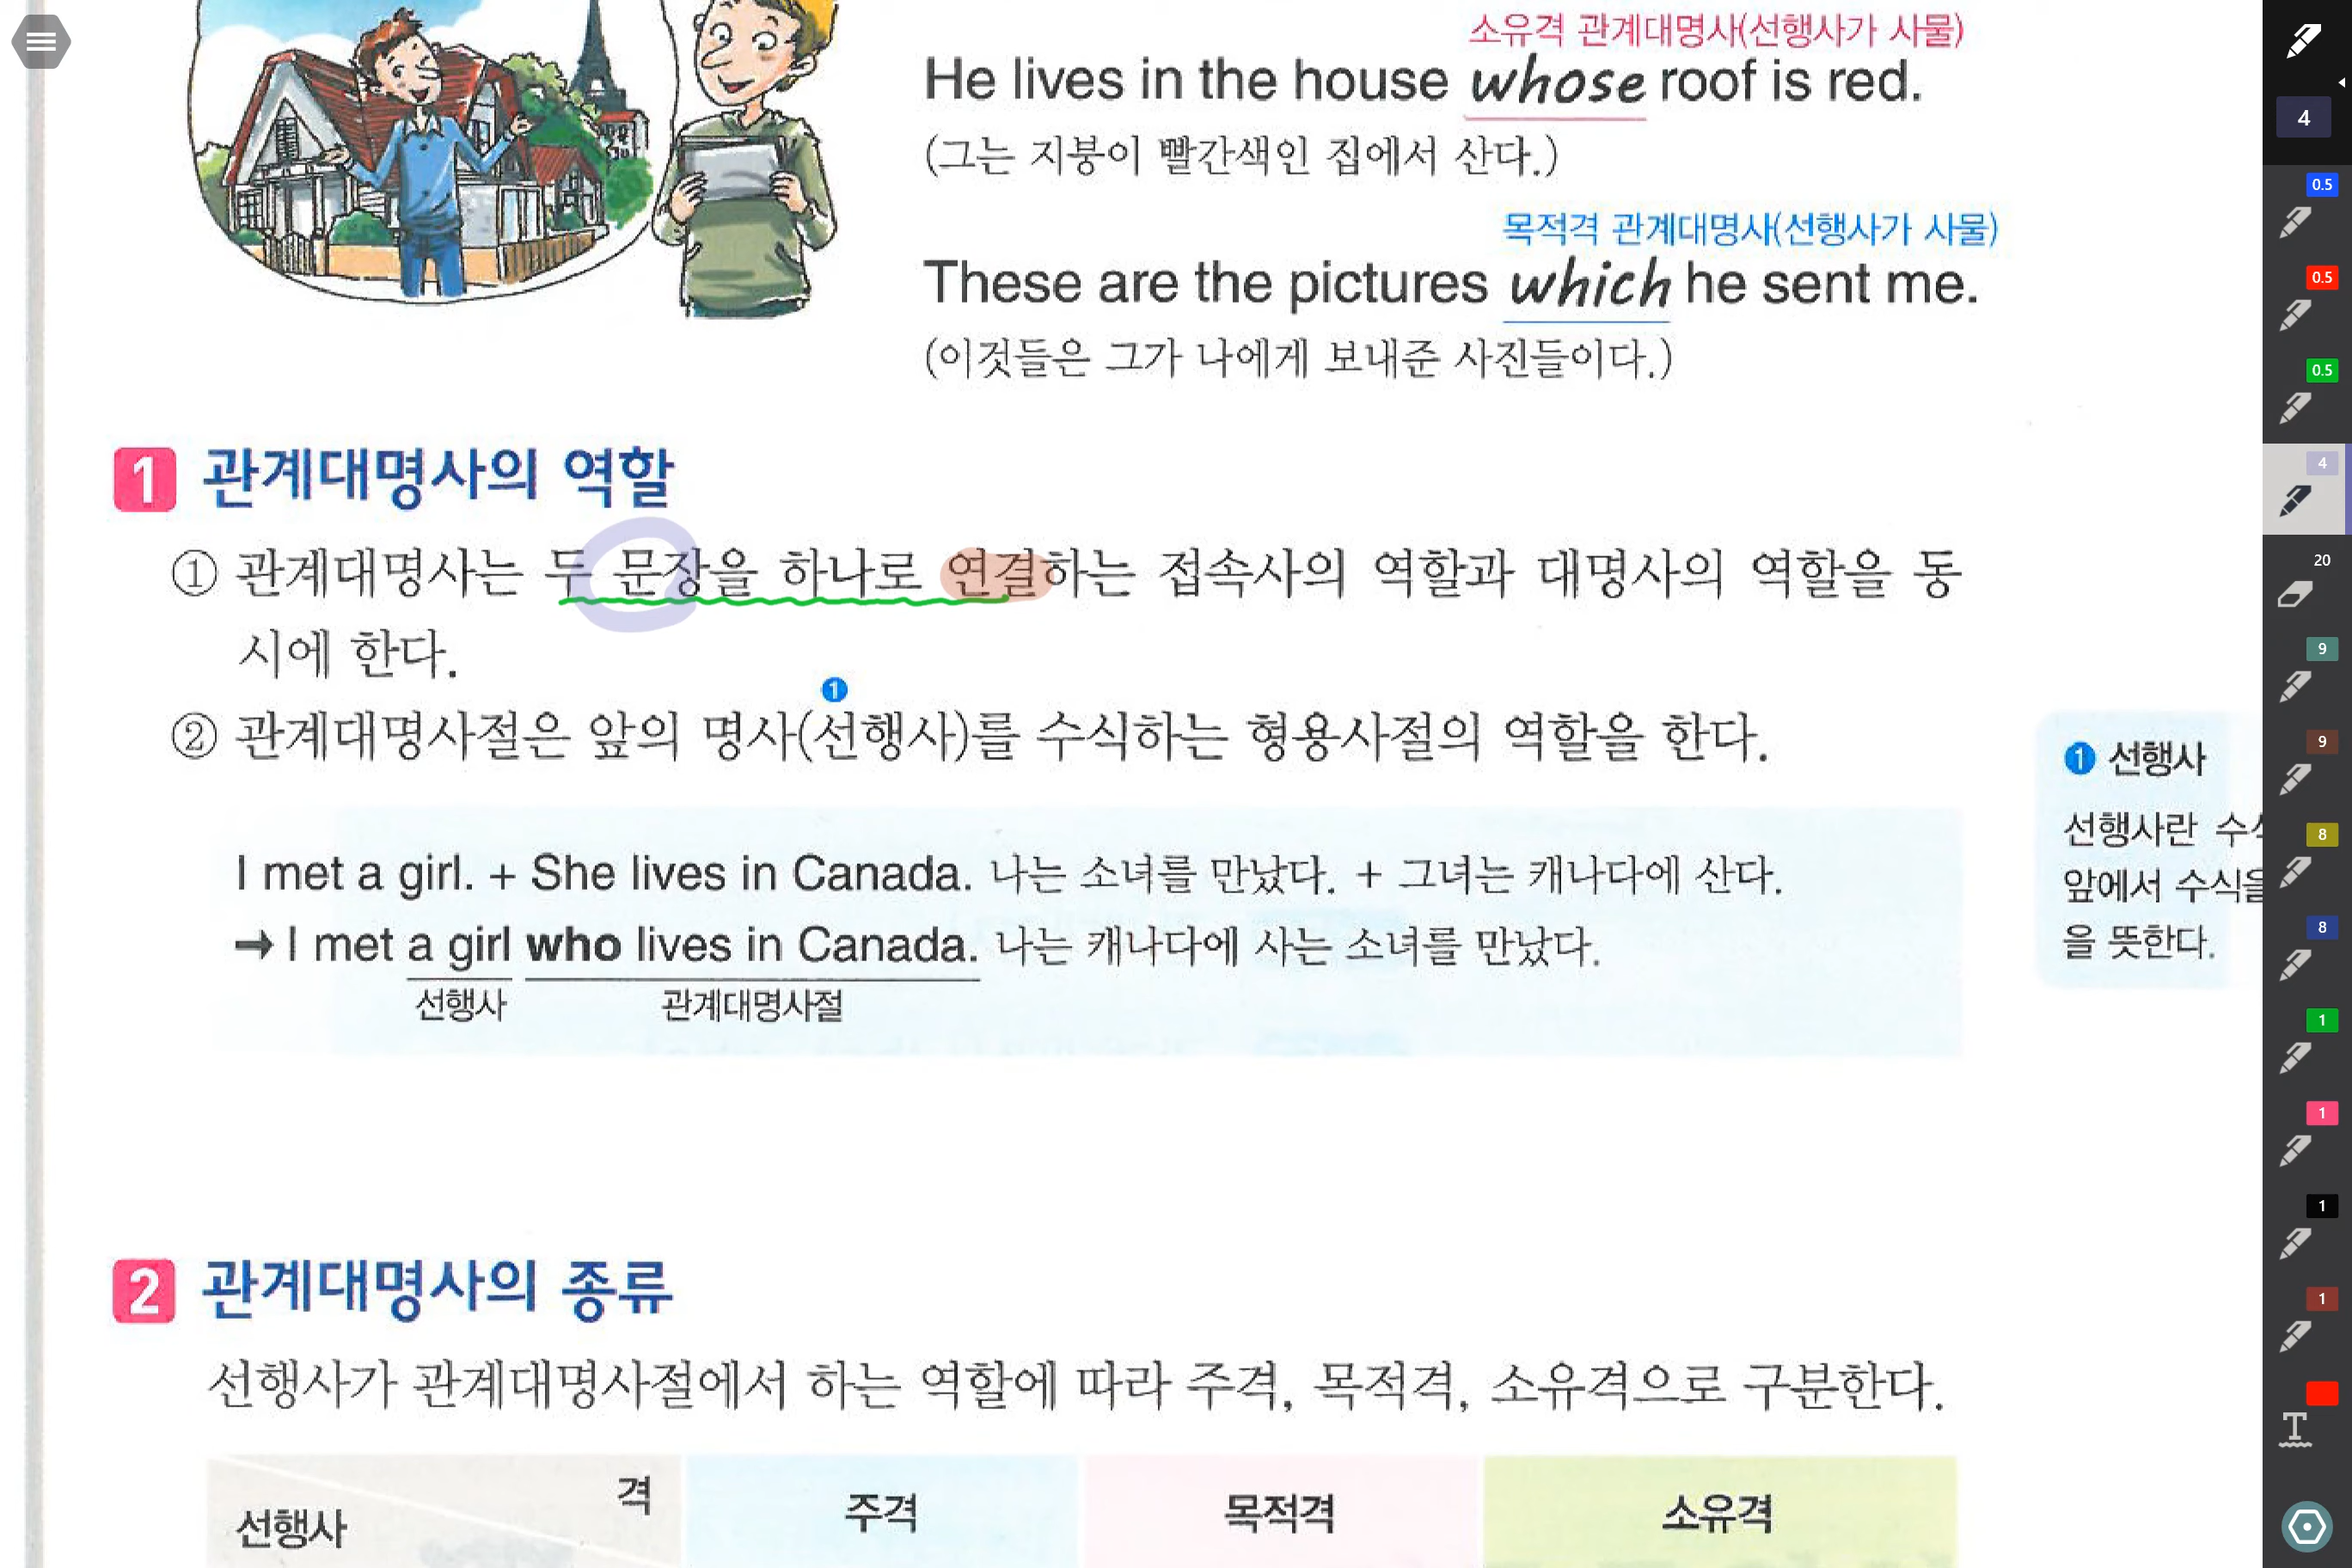 소유격 관계대명사(선행사가 사물)
He lives in the house whose roof is red.
(그는 지붕이 빨간색인 집에서 산다.)
목적격 관계대명사(선행사가 사물)
These are the pictures which he sent me.
(이것들은 그가 나에게 보내준 사진들이다.)
1 관계대명사의 역할
① 관계대명사는 두 문장을 하나로 연결하는 접속사의 역할과 대명사의 역할을 동
시에 한다.
❶
② 관계대명사절은 앞의 명사(선행사)를 수식하는 형용사절의 역할을 한다.
I met a girl. + She lives in Canada. 나는 소녀를 만났다. + 그녀는 캐나다에 산다.
➡ I met a girl who lives in Canada. 나는 캐나다에 사는 소녀를 만났다.
선행사 관계대명사절
❶ 선행사
선행사란
앞에서 수식을
을 뜻한다.
2 관계대명사의 종류
선행사가 관계대명사절에서 하는 역할에 따라 주격, 목적격, 소유격으로 구분한다.
격
선행사 주격 목적격 소유격
4
0.5
0.5
0.5
4
20
9
9
8
8
1
1
1
1
T